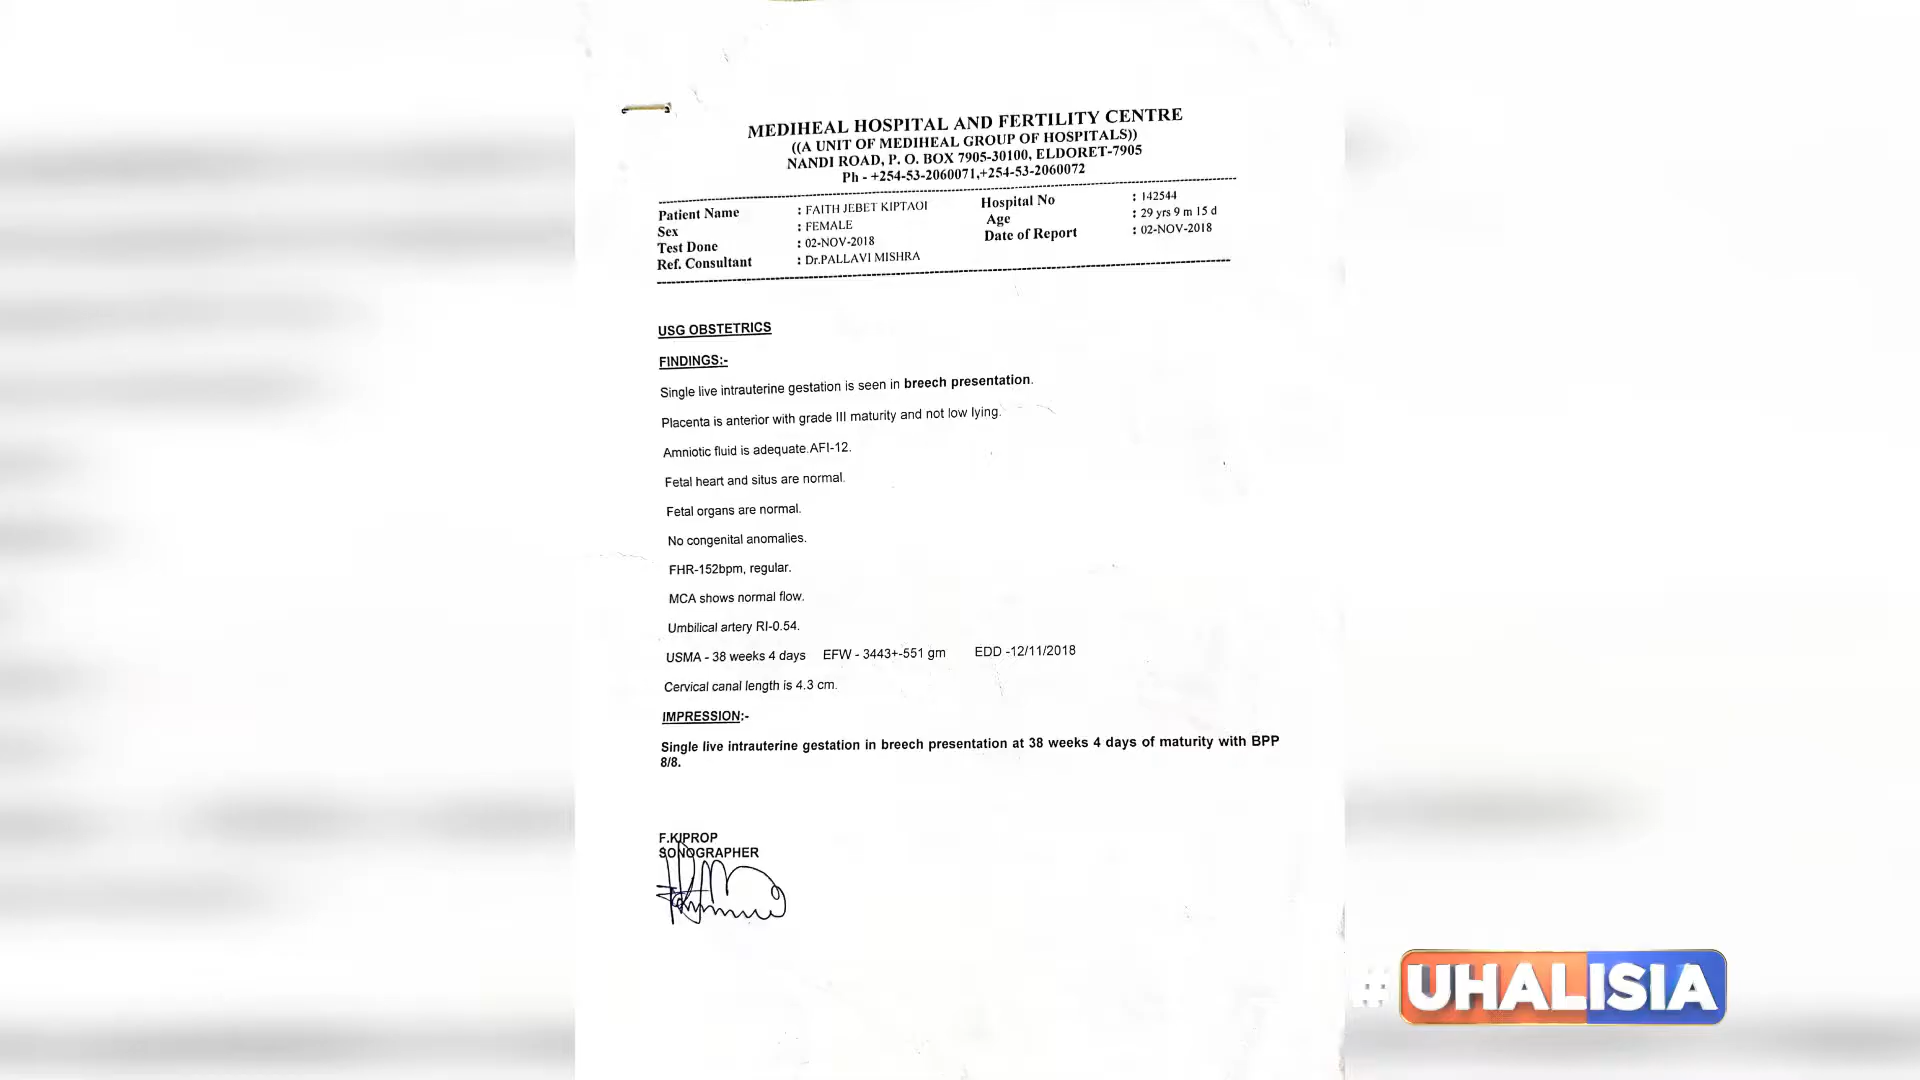 MEDIHEAL HOSPITAL AND FERTILITY CENTRE
((A UNIT OF MEDIHEAL GROUP OF HOSPITALS))
NANDI ROAD, P. O. BOX 7905-30100, ELDORET-7905
Ph - +254-53-2060071,+254-53-2060072
Patient Name : FAITH JEBET KIPTAOI Hospital No : 142544
Sex : FEMALE Age : 29 yrs 9 m 15 d
Test Done : 02-NOV-2018 Date of Report : 02-NOV-2018
Ref. Consultant : Dr.PALLAVI MISHRA
USG OBSTETRICS
FINDINGS:-
Single live intrauterine gestation is seen in breech presentation.
Placenta is anterior with grade III maturity and not low lying.
Amniotic fluid is adequate.AFI-12.
Fetal heart and situs are normal.
Fetal organs are normal.
No congenital anomalies.
FHR-152bpm, regular.
MCA shows normal flow.
Umbilical artery RI-0.54.
USMA - 38 weeks 4 days EFW - 3443+-551 gm EDD -12/11/2018
Cervical canal length is 4.3 cm.
IMPRESSION:-
Single live intrauterine gestation in breech presentation at 38 weeks 4 days of maturity with BPP
8/8.
F.KIPROP
SONOGRAPHER
#UHALISIA